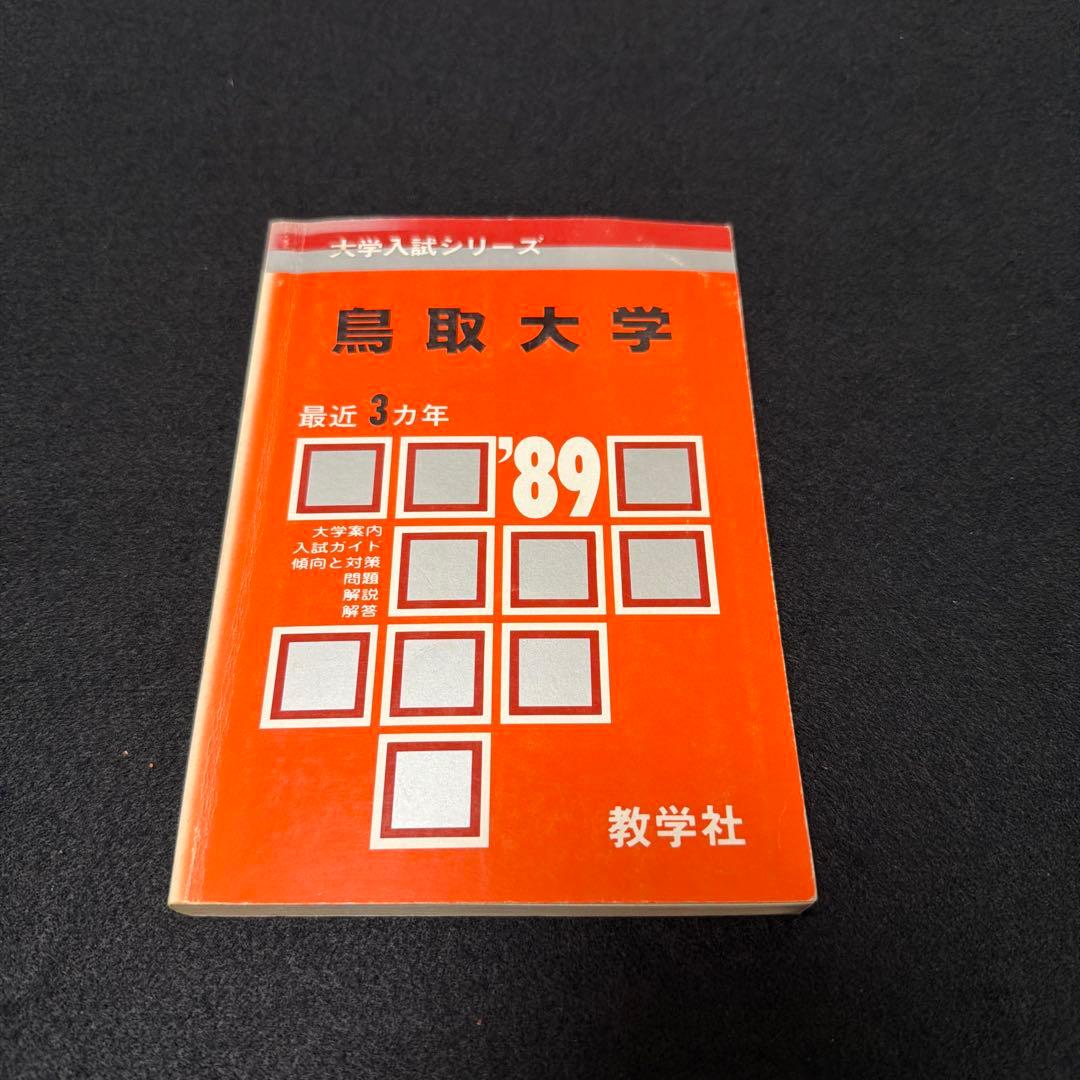 大学入試シリーズ
鳥取大学
最近3カ年
'89
大学案内
入試ガイド
傾向と対策
問題
解説
解答
教学社